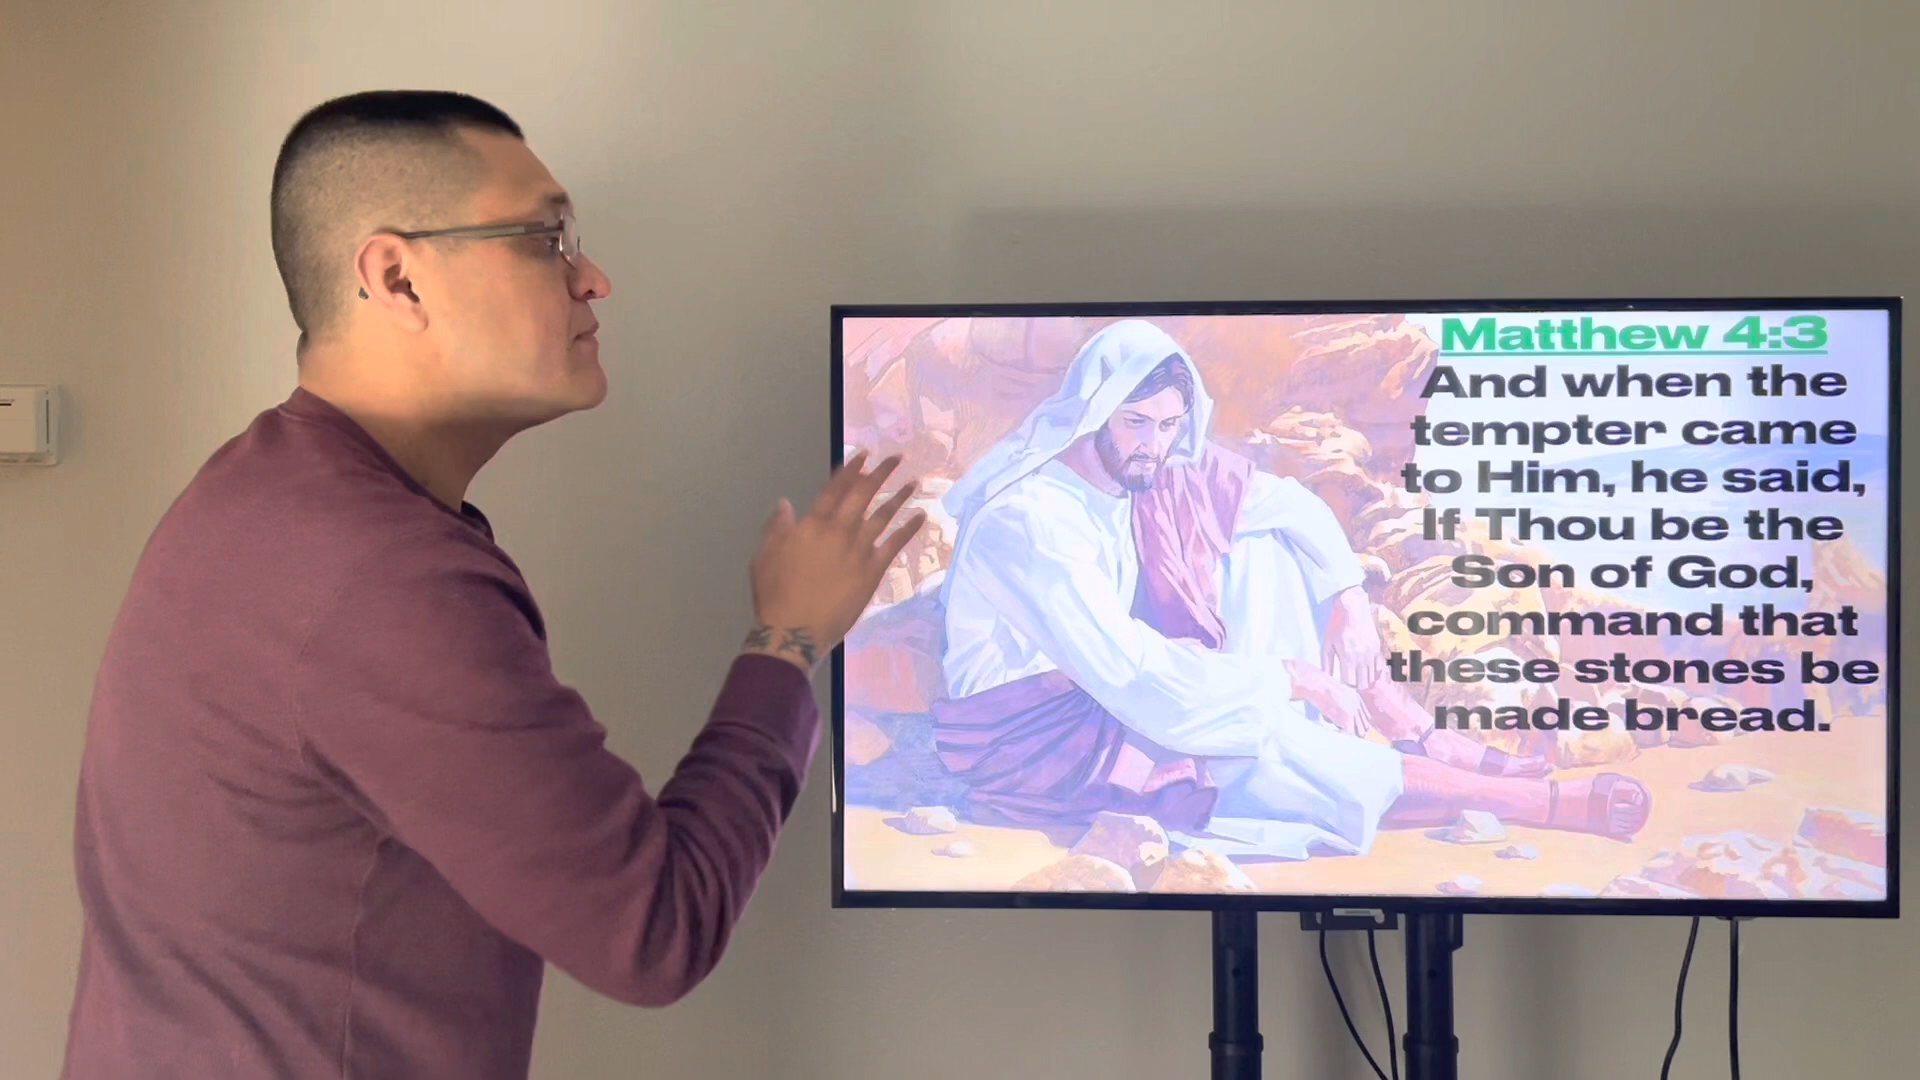 Matthew 4:3
And when the
tempter came
to Him, he said,
If Thou be the
Son of God,
command that
these stones be
made bread.